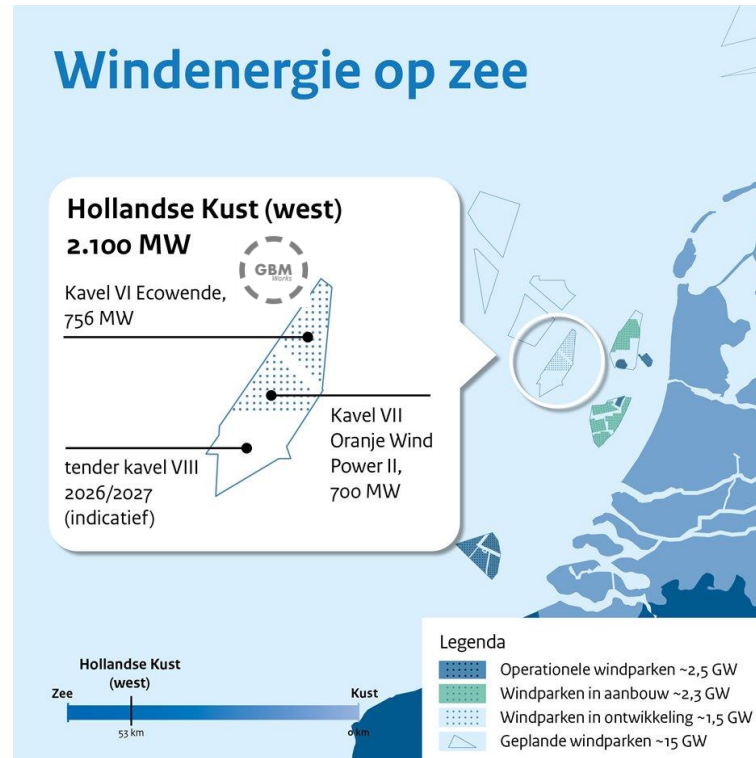 Windenergie op zee
Hollandse Kust (west)
2.100 MW
GBM
Works
Kavel VI Ecowende,
756 MW
Kavel VII
Oranje Wind
Power II,
700 MW
tender kavel VIII
2026/2027
(indicatief)
Hollandse Kust
(west)
Zee
Kust
53 km
0 km
Legenda
Operationele windparken ~2,5 GW
Windparken in aanbouw ~2,3 GW
Windparken in ontwikkeling ~1,5 GW
Geplande windparken ~15 GW